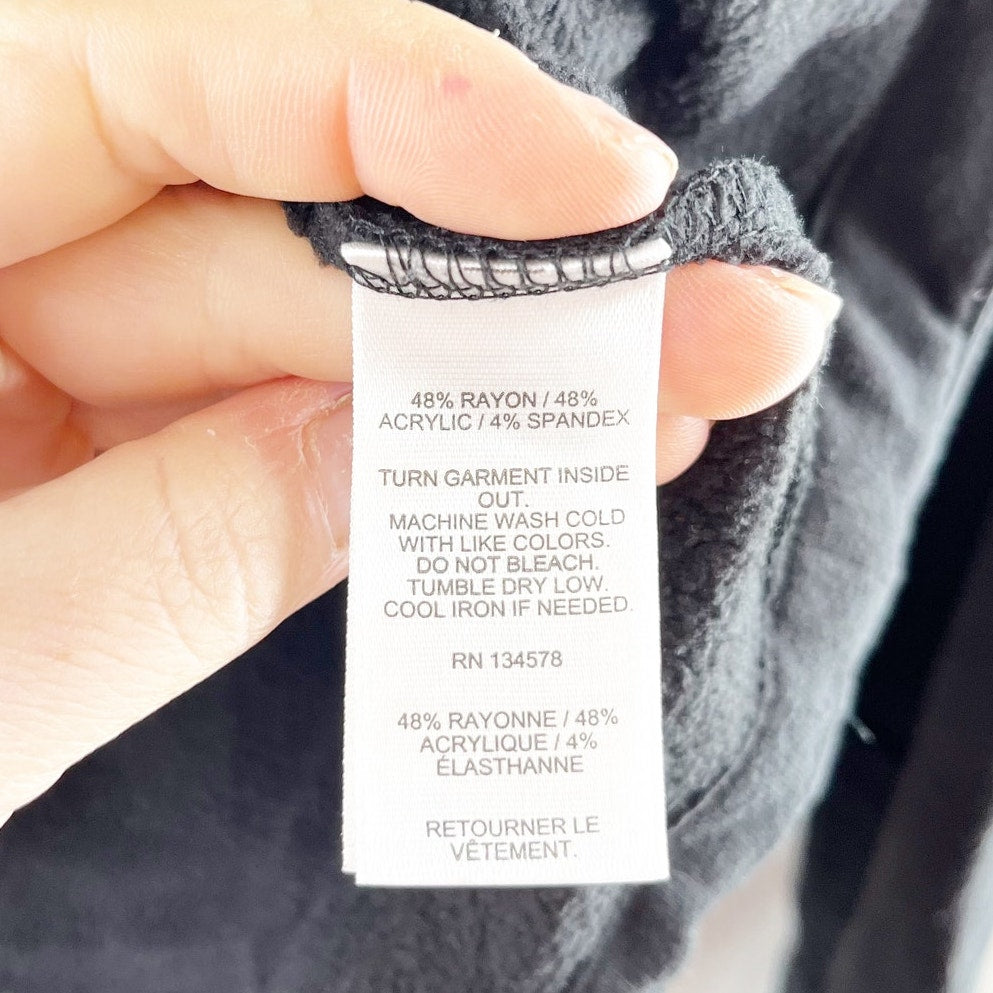 48% RAYON / 48%
ACRYLIC / 4% SPANDEX
TURN GARMENT INSIDE
OUT.
MACHINE WASH COLD
WITH LIKE COLORS.
DO NOT BLEACH.
TUMBLE DRY LOW.
COOL IRON IF NEEDED.
RN 134578
48% RAYONNE / 48%
ACRYLIQUE / 4%
ÉLASTHANNE
RETOURNER LE
VÊTEMENT.